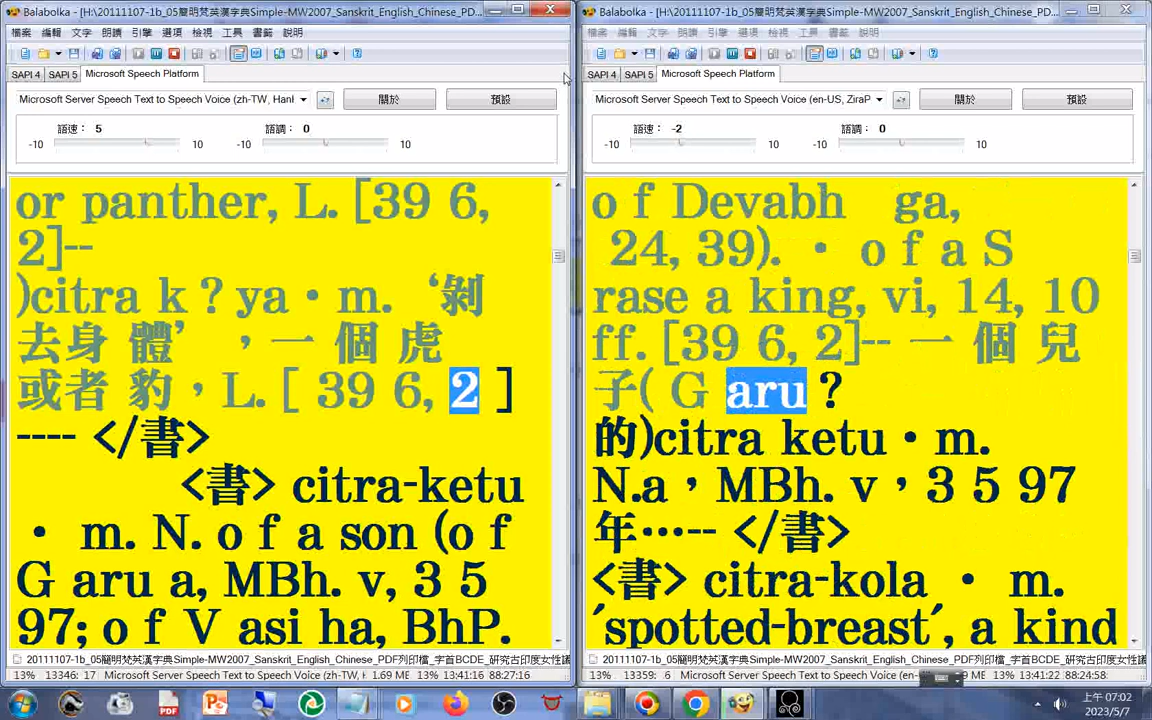 Balabolka - [H:\20111107-1b_05簡明梵英漢字典Simple-MW2007_Sanskrit_English_Chinese_PD...
檔案 編輯 文字 朗讀 引擎 選項 檢視 工具 書籤 說明
SAPI 4 SAPI 5 Microsoft Speech Platform
Microsoft Server Speech Text to Speech Voice (zh-TW, HanI
關於 預設
語速： 5 語調： 0
-10 10 -10 10
or panther, L. [39 6,
2]--
)citra k ? ya • m. ‘剝
去身 體’ ，一 個 虎
或者 豹，L. [ 39 6, 2 ]
---- </書>
<書> citra-ketu
• m. N. o f a son (o f
G aru a, MBh. v, 3 5
97; o f V asi ha, BhP.
20111107-1b_05簡明梵英漢字典Simple-MW2007_Sanskrit_English_Chinese_PDF列印檔_字首BCDE_研究古印度女性議
13% 13346: 17 Microsoft Server Speech Text to Speech Voice (zh-TW, H 1.69 ME 13% 13:41:16 88:27:16
Balabolka - [H:\20111107-1b_05簡明梵英漢字典Simple-MW2007_Sanskrit_English_Chinese_PD...
檔案 編輯 文字 朗讀 引擎 選項 檢視 工具 書籤 說明
SAPI 4 SAPI 5 Microsoft Speech Platform
Microsoft Server Speech Text to Speech Voice (en-US, ZiraP
關於 預設
語速： -2 語調： 0
-10 10 -10 10
o f Devabh ga,
24, 39). • o f a S
rase a king, vi, 14, 10
ff. [39 6, 2]-- 一 個 兒
子( G aru ?
的)citra ketu • m.
N.a，MBh. v，3 5 97
年…-- </書>
<書> citra-kola • m.
'spotted-breast', a kind
20111107-1b_05簡明梵英漢字典Simple-MW2007_Sanskrit_English_Chinese_PDF列印檔_字首BCDE_研究古印度女性議
13% 13359: 6 Microsoft Server Speech Text to Speech Voice (en-US, ME 13% 13:41:22 88:24:58
上午 07:02
2023/5/7